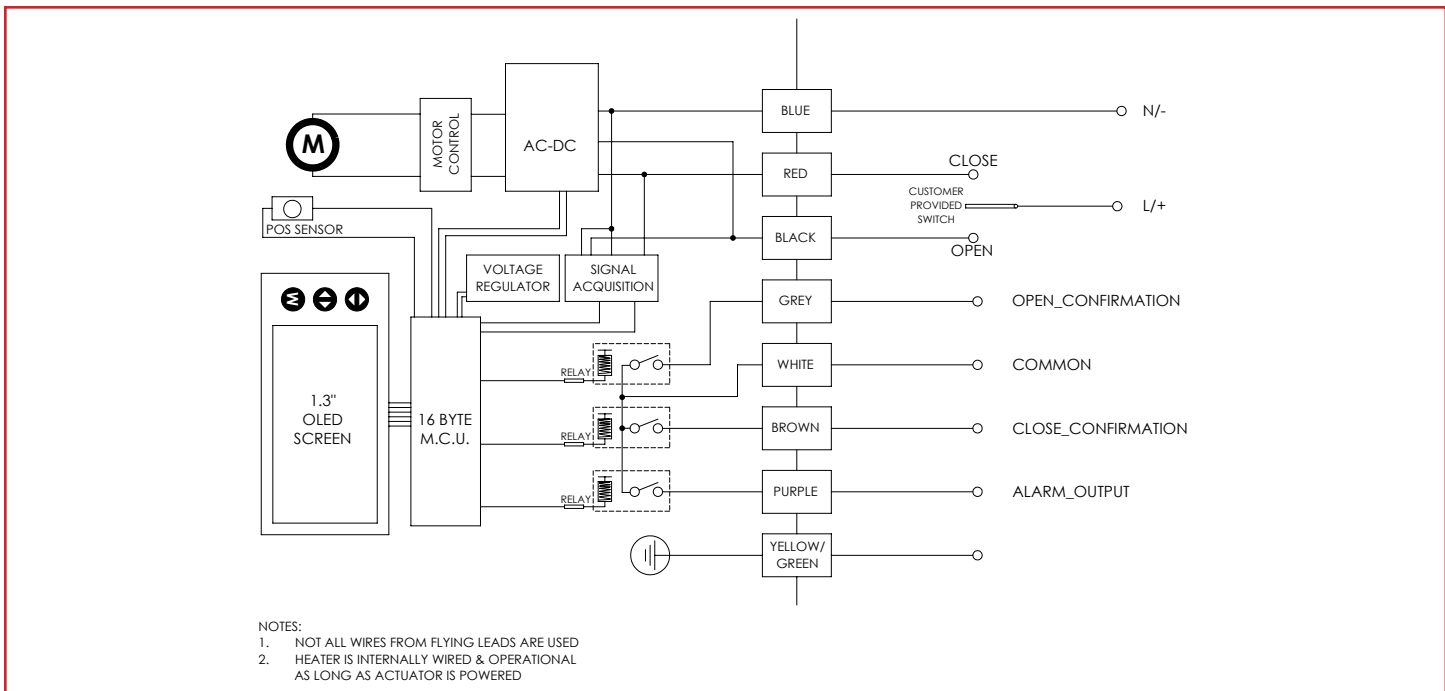 M
MOTOR
CONTROL
AC-DC
BLUE
N/-
RED
CLOSE
CUSTOMER
PROVIDED
SWITCH
L/+
BLACK
OPEN
POS SENSOR
VOLTAGE
REGULATOR
SIGNAL
ACQUISITION
M
GREY
OPEN_CONFIRMATION
RELAY
WHITE
COMMON
1.3"
OLED
SCREEN
16 BYTE
M.C.U.
RELAY
BROWN
CLOSE_CONFIRMATION
RELAY
PURPLE
ALARM_OUTPUT
YELLOW/
GREEN
NOTES:
1. NOT ALL WIRES FROM FLYING LEADS ARE USED
2. HEATER IS INTERNALLY WIRED & OPERATIONAL
AS LONG AS ACTUATOR IS POWERED